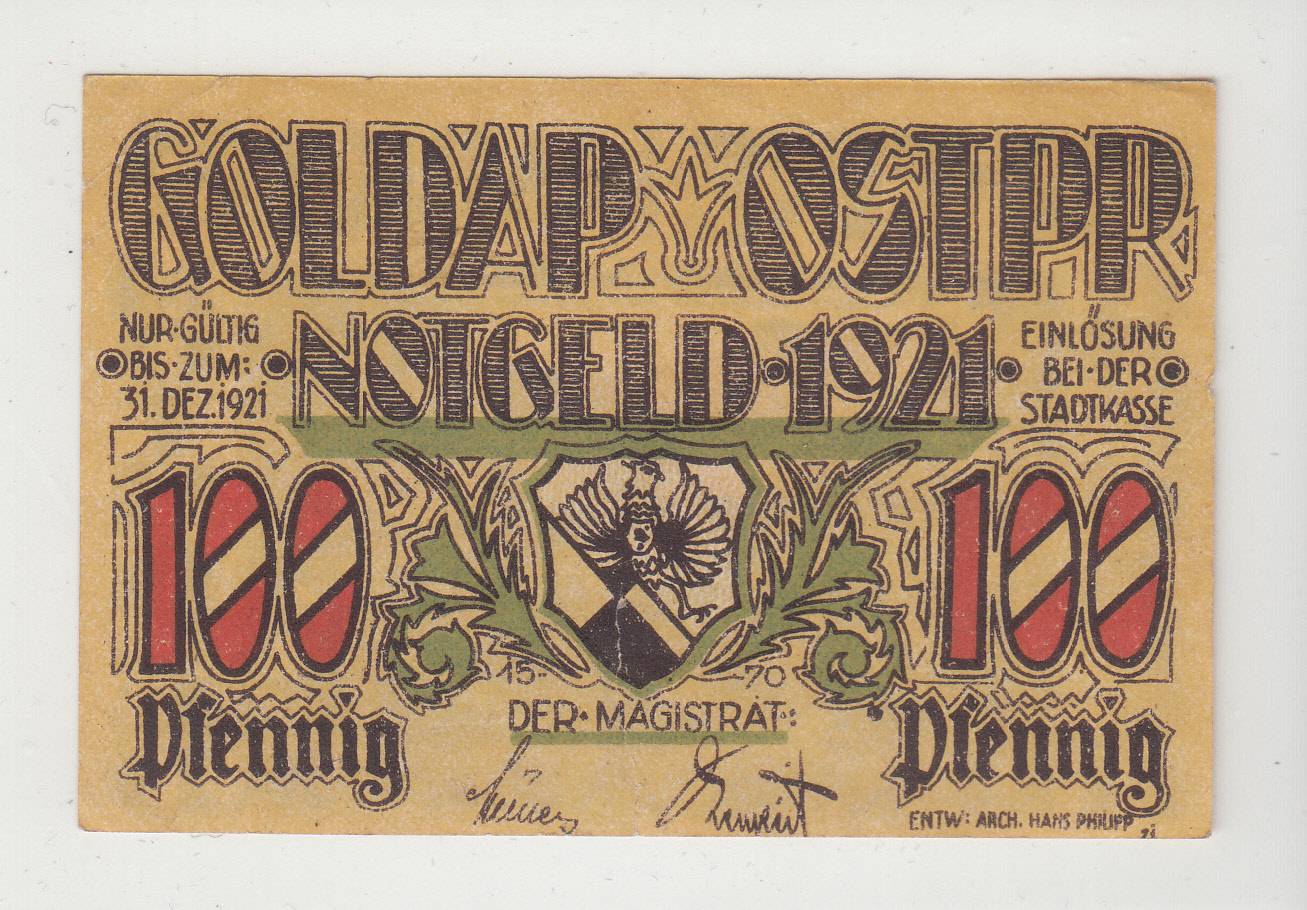 GOLDAP OSTPR
NUR·GÜLTIG
BIS·ZUM:
31. DEZ.1921
NOTGELD·1921
EINLÖSUNG
BEI·DER
STADTKASSE
100
100
15-
-70
Pfennig
DER·MAGISTRAT:
Pfennig
ENTW: ARCH. HANS PHILIPP
21